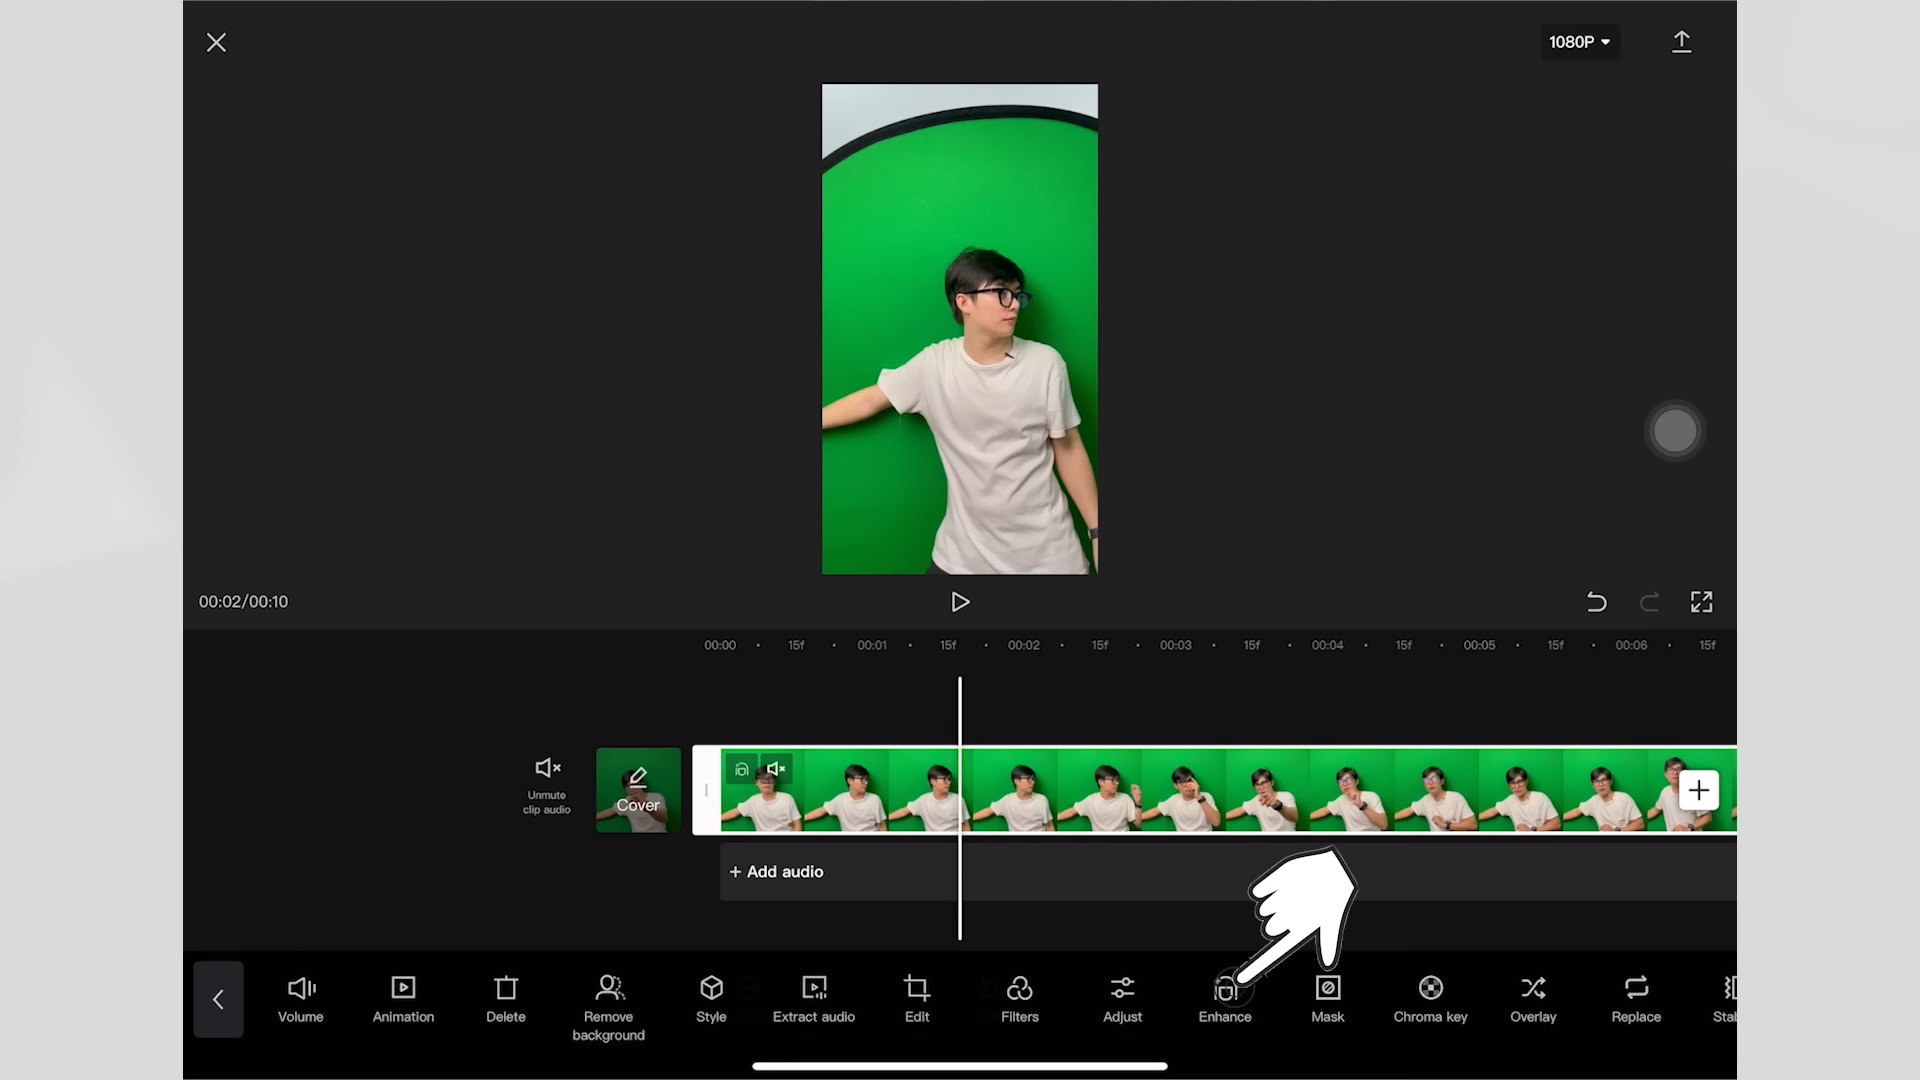 1080P
00:02/00:10
00:00 15f 00:01 15f 00:02 15f 00:03 15f 00:04 15f 00:05 15f 00:06 15f
Unmute
clip audio
Cover
+ Add audio
Volume
Animation
Delete
Remove
background
Style
Extract audio
Edit
Filters
Adjust
Enhance
Mask
Chroma key
Overlay
Replace
Stab